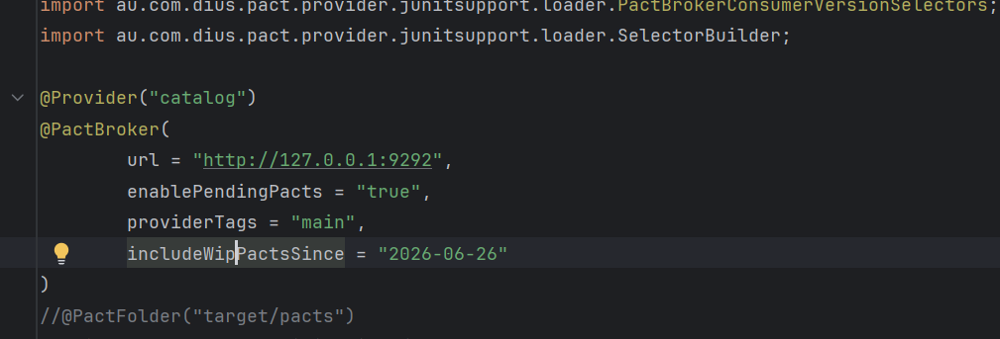 import au.com.dius.pact.provider.junitsupport.loader.PactBrokerConsumerVersionSelectors;
import au.com.dius.pact.provider.junitsupport.loader.SelectorBuilder;
@Provider("catalog")
@PactBroker(
url = "http://127.0.0.1:9292",
enablePendingPacts = "true",
providerTags = "main",
includeWipPactsSince = "2026-06-26"
)
//@PactFolder("target/pacts")